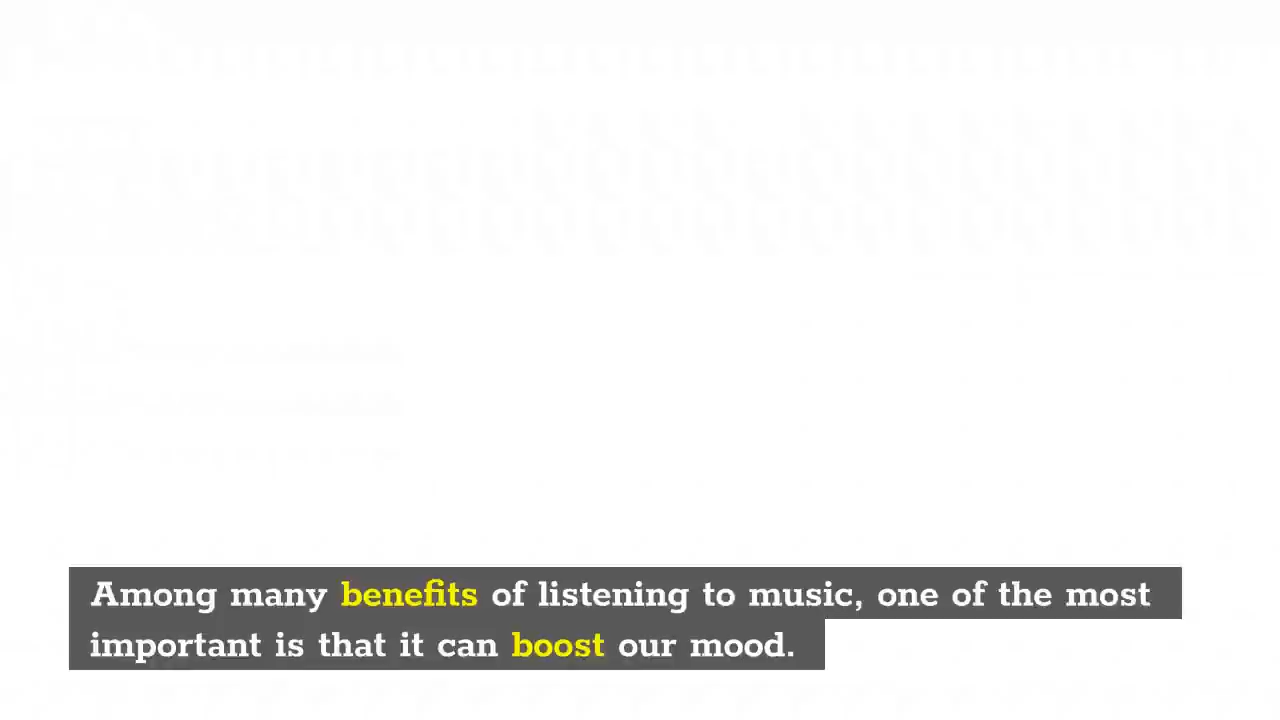 Among many benefits of listening to music, one of the most
important is that it can boost our mood.